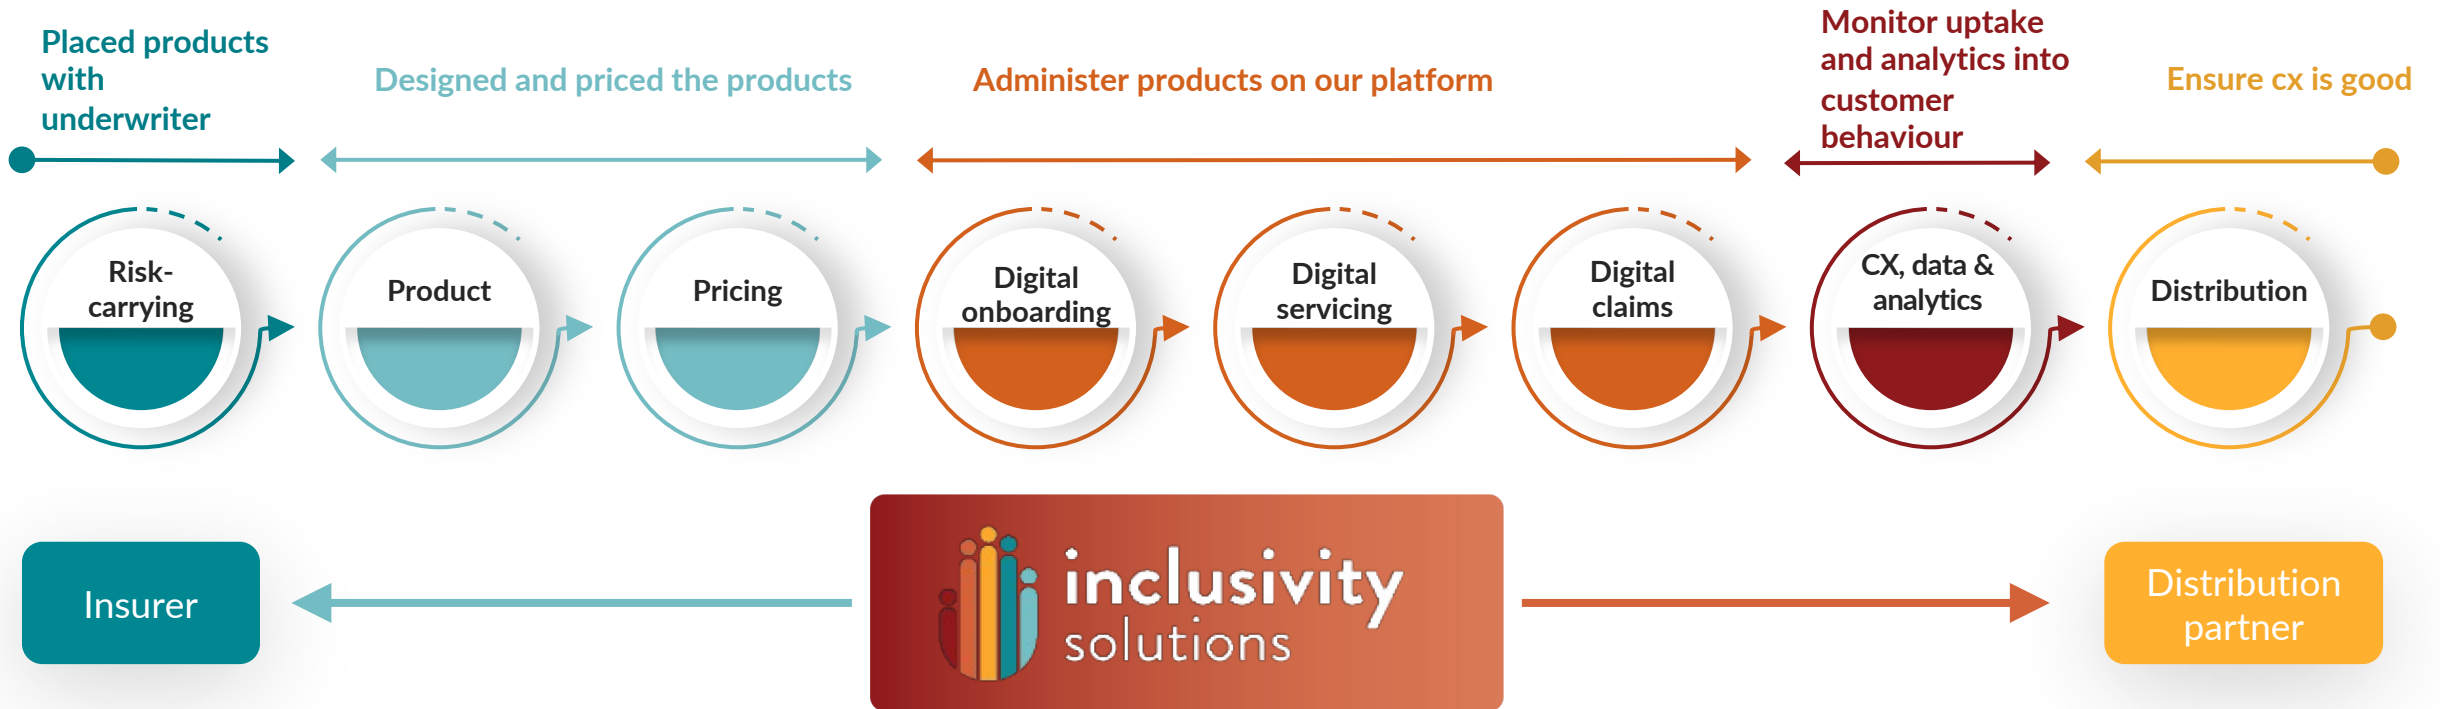 Placed products
with
underwriter
Designed and priced the products
Administer products on our platform
Monitor uptake
and analytics into
customer
behaviour
Ensure cx is good
Risk-
carrying
Product
Pricing
Digital
onboarding
Digital
servicing
Digital
claims
CX, data &
analytics
Distribution
Insurer
inclusivity
solutions
Distribution
partner